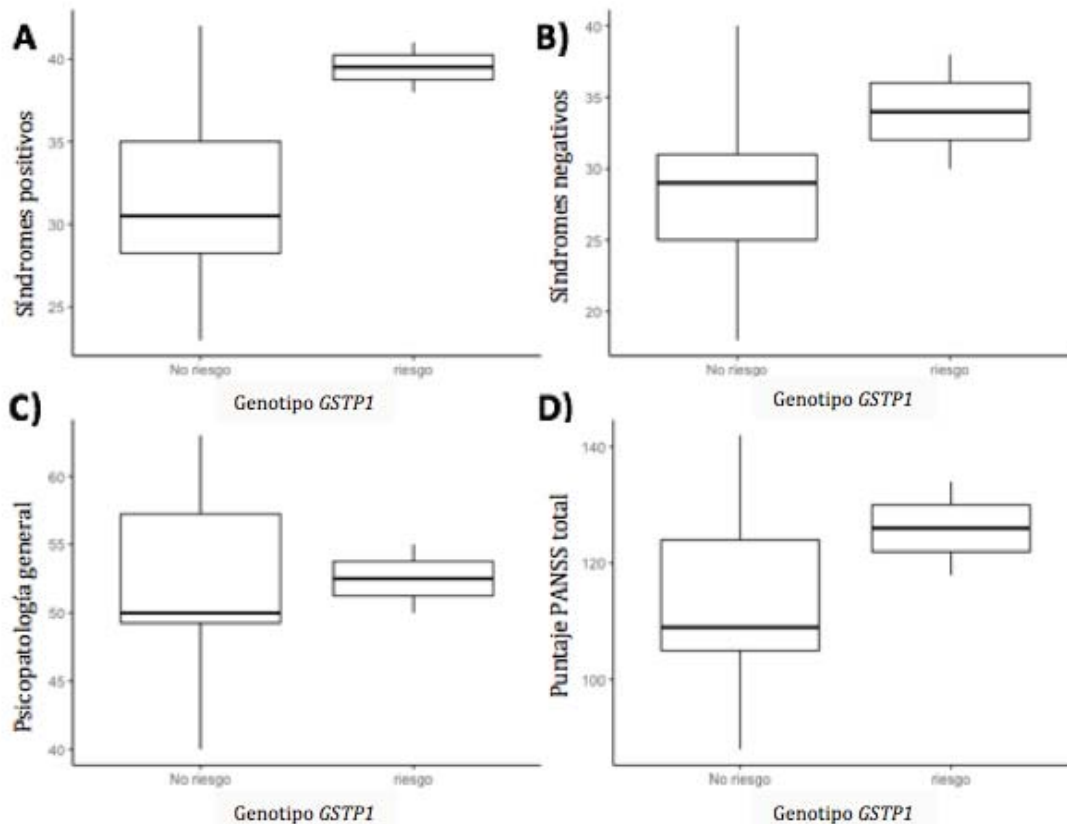 A
Síndromes positivos
40
35
30
25
No riesgo
riesgo
Genotipo GSTP1
B)
Síndromes negativos
40
35
30
25
20
No riesgo
riesgo
Genotipo GSTP1
C)
Psicopatología general
60
55
50
45
40
No riesgo
riesgo
Genotipo GSTP1
D)
Puntaje PANSS total
140
120
100
No riesgo
riesgo
Genotipo GSTP1